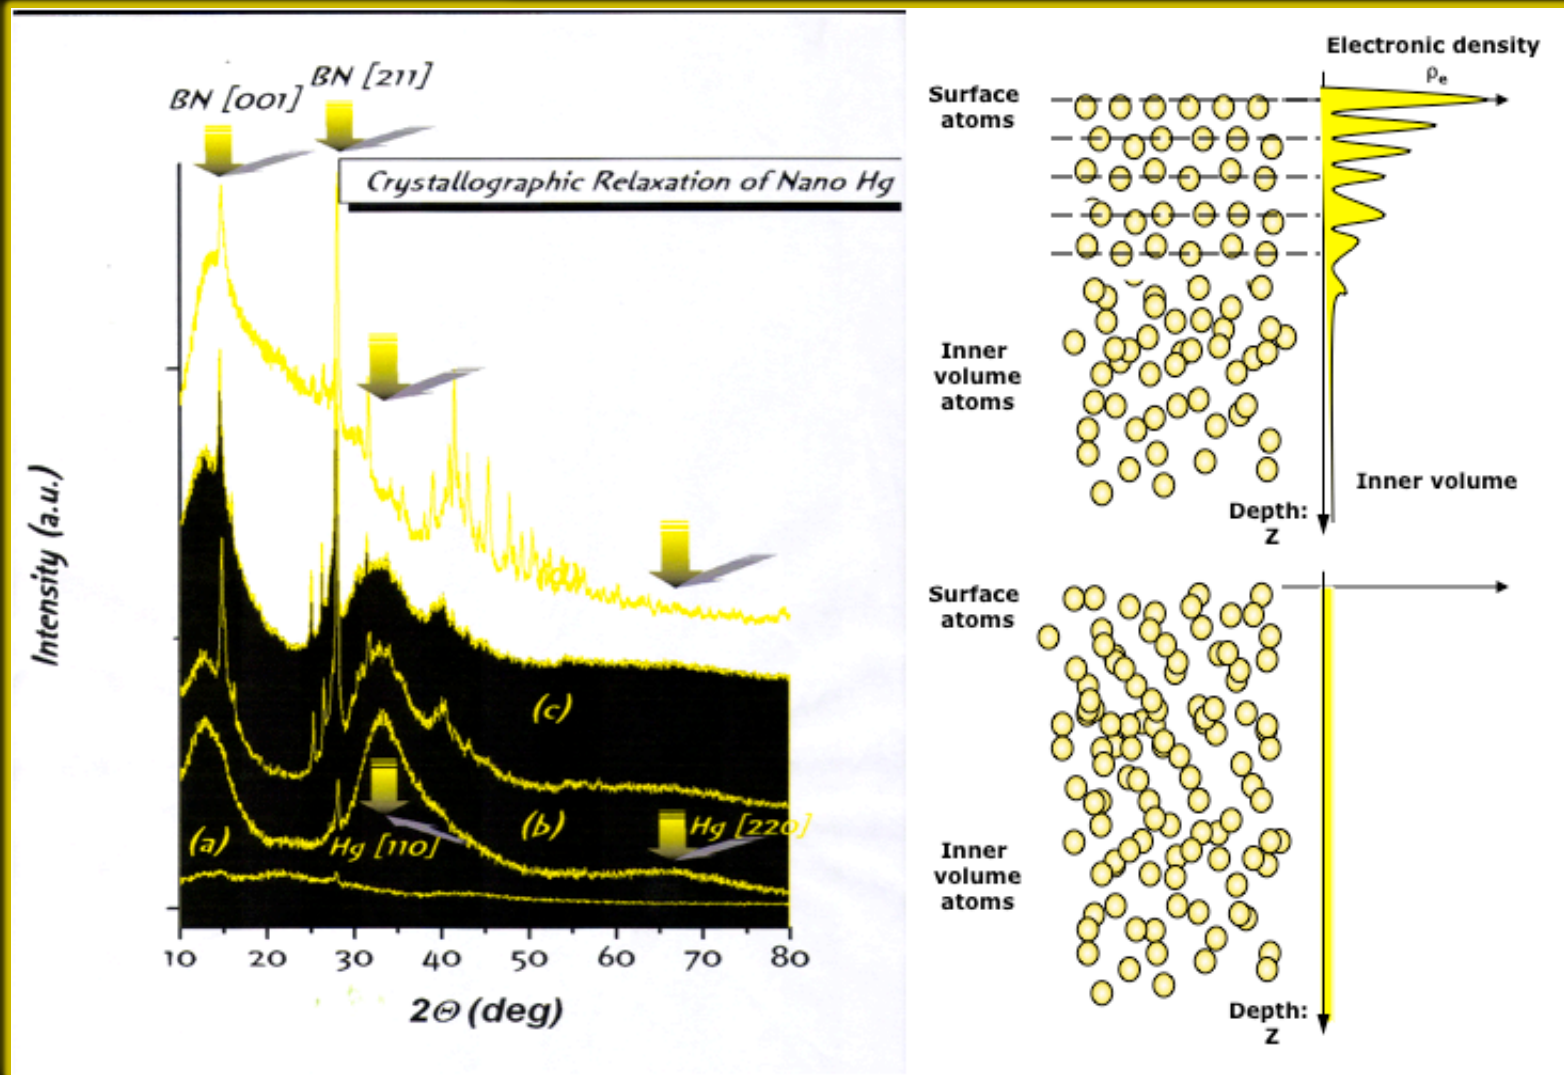 BN [001]
BN [211]
Crystallographic Relaxation of Nano Hg
Intensity (a.u.)
(d)
(c)
(b)
(a)
Hg [110]
Hg [220]
10 20 30 40 50 60 70 80
2Θ (deg)
Electronic density
ρe
Surface
atoms
Inner
volume
atoms
Inner volume
Depth:
Z
Surface
atoms
Inner
volume
atoms
Depth:
Z